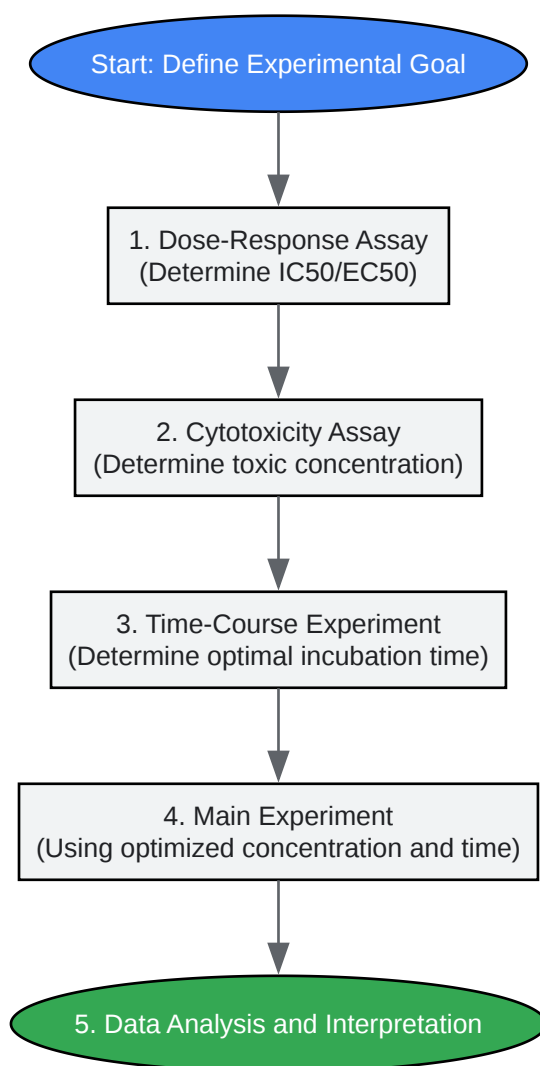 Start: Define Experimental Goal
1. Dose-Response Assay
(Determine IC50/EC50)
2. Cytotoxicity Assay
(Determine toxic concentration)
3. Time-Course Experiment
(Determine optimal incubation time)
4. Main Experiment
(Using optimized concentration and time)
5. Data Analysis and Interpretation